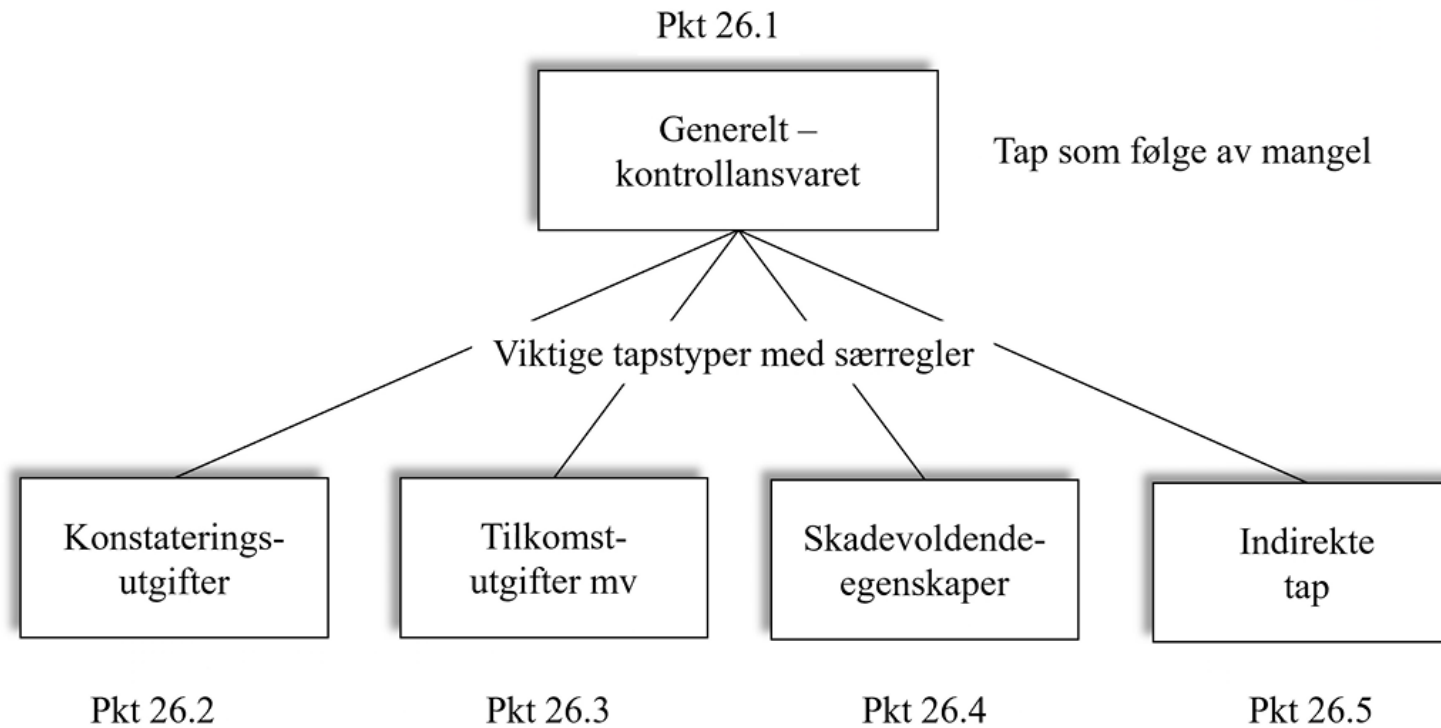 Pkt 26.1
Generelt –
kontrollansvaret
Tap som følge av mangel
Viktige tapstyper med særregler
Konstaterings-
utgifter
Tilkomst-
utgifter mv
Skadevoldende-
egenskaper
Indirekte
tap
Pkt 26.2
Pkt 26.3
Pkt 26.4
Pkt 26.5